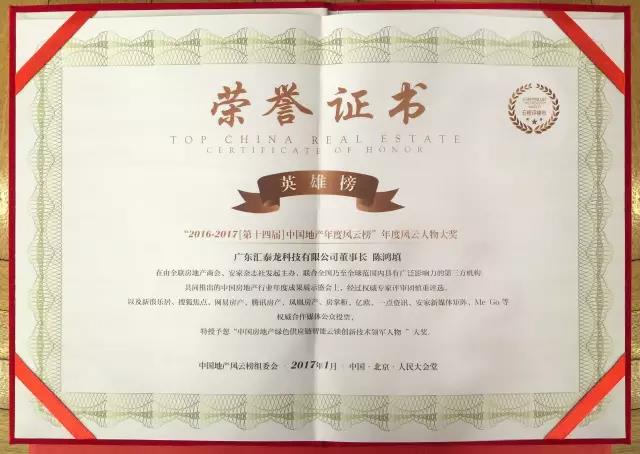 荣誉证书
TOP CHINA REAL ESTATE
CERTIFICATE OF HONOR
英雄榜
“2016-2017[第十四届]中国地产年度风云榜”年度风云人物大奖
广东汇泰龙科技有限公司董事长 陈鸿填
在由全联房地产商会、安家杂志社发起主办，联合全国乃至全球范围内具有广泛影响力的第三方机构
共同推出的中国房地产行业年度成果展示盛会上，经过权威专家评审团慎重评选。
以及新浪乐居、搜狐焦点、网易房产、腾讯房产、凤凰房产、房掌柜、亿欧、一点资讯、安家新媒体矩阵、Me Go等
权威合作媒体公众投票，
特授予您“中国房地产绿色供应链智能云锁创新技术领军人物 ”大奖。
中国地产风云榜组委会 · 2017年1月 · 中国 · 北京 · 人民大会堂